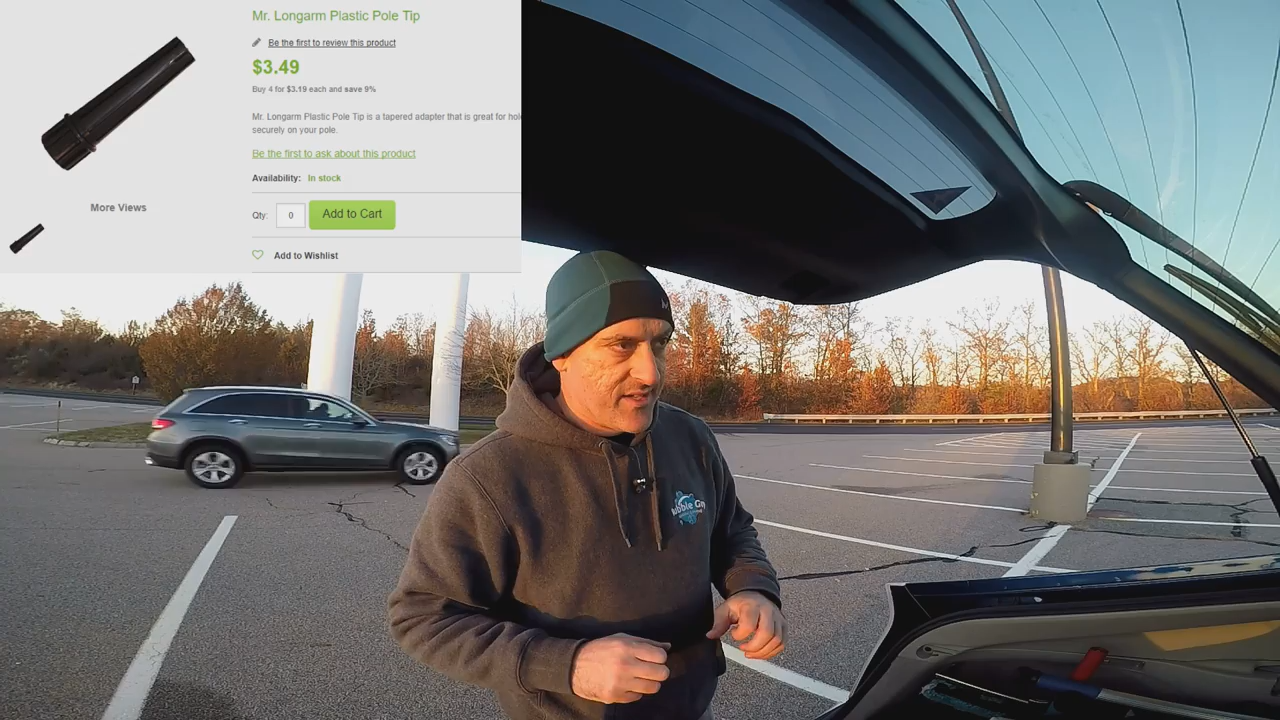 Mr. Longarm Plastic Pole Tip
Be the first to review this product
$3.49
Buy 4 for $3.19 each and save 9%
Mr. Longarm Plastic Pole Tip is a tapered adapter that is great for
securely on your pole.
Be the first to ask about this product
Availability: In stock
More Views
Qty: 0 Add to Cart
Add to Wishlist